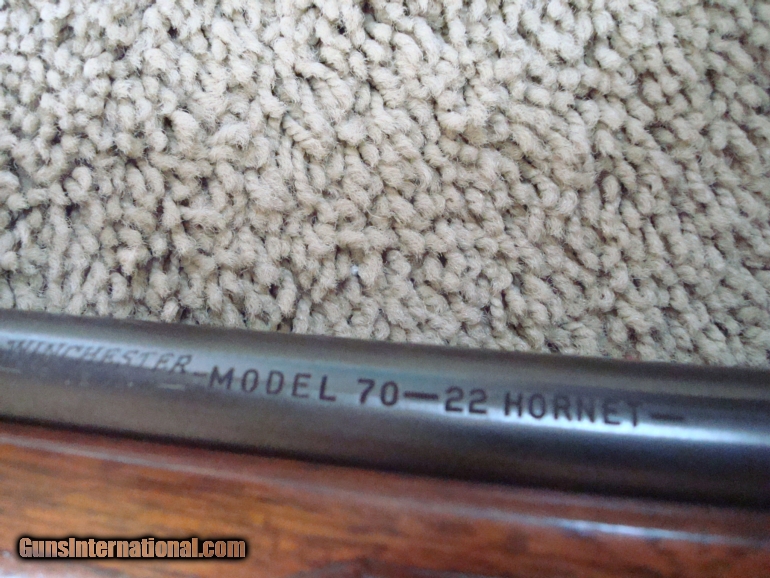 WINCHESTER
-MODEL 70-22 HORNET-
GunsInternational.com